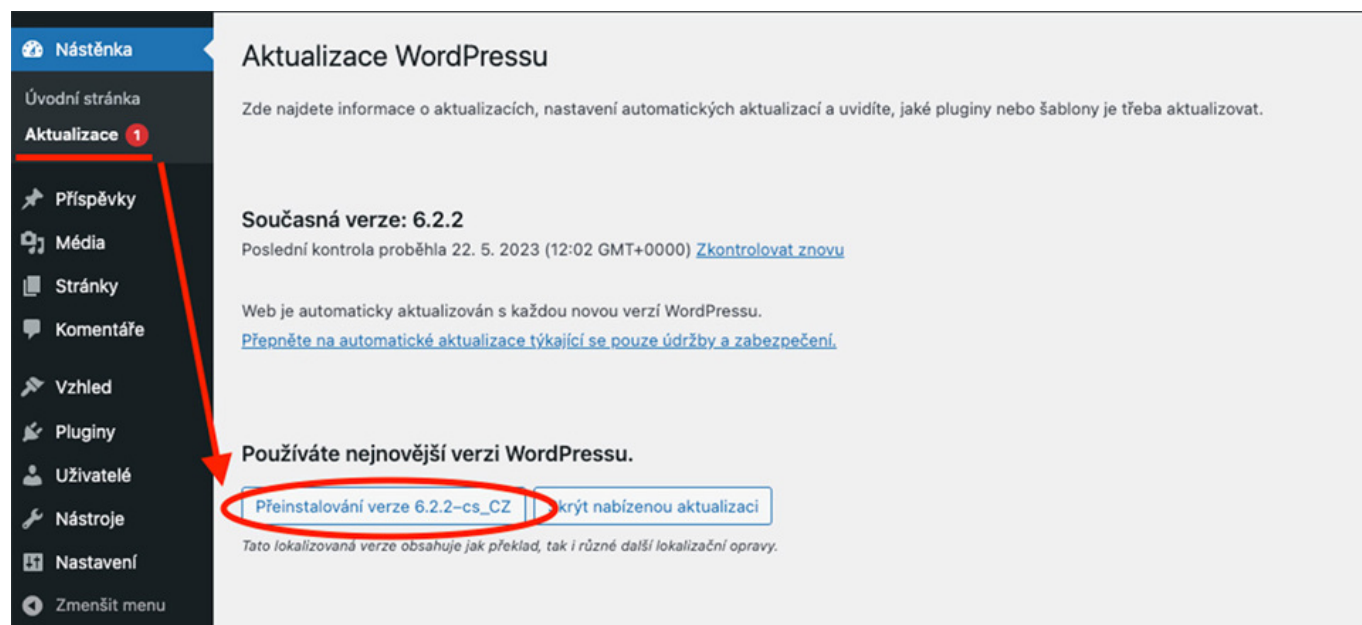 Nástěnka
Úvodní stránka
Aktualizace 1
Příspěvky
Média
Stránky
Komentáře
Vzhled
Pluginy
Uživatelé
Nástroje
Nastavení
Zmenšit menu
Aktualizace WordPressu
Zde najdete informace o aktualizacích, nastavení automatických aktualizací a uvidíte, jaké pluginy nebo šablony je třeba aktualizovat.
Současná verze: 6.2.2
Poslední kontrola proběhla 22. 5. 2023 (12:02 GMT+0000) Zkontrolovat znovu
Web je automaticky aktualizován s každou novou verzí WordPressu.
Přepněte na automatické aktualizace týkající se pouze údržby a zabezpečení.
Používáte nejnovější verzi WordPressu.
Přeinstalování verze 6.2.2–cs_CZ krýt nabízenou aktualizaci
Tato lokalizovaná verze obsahuje jak překlad, tak i různé další lokalizační opravy.